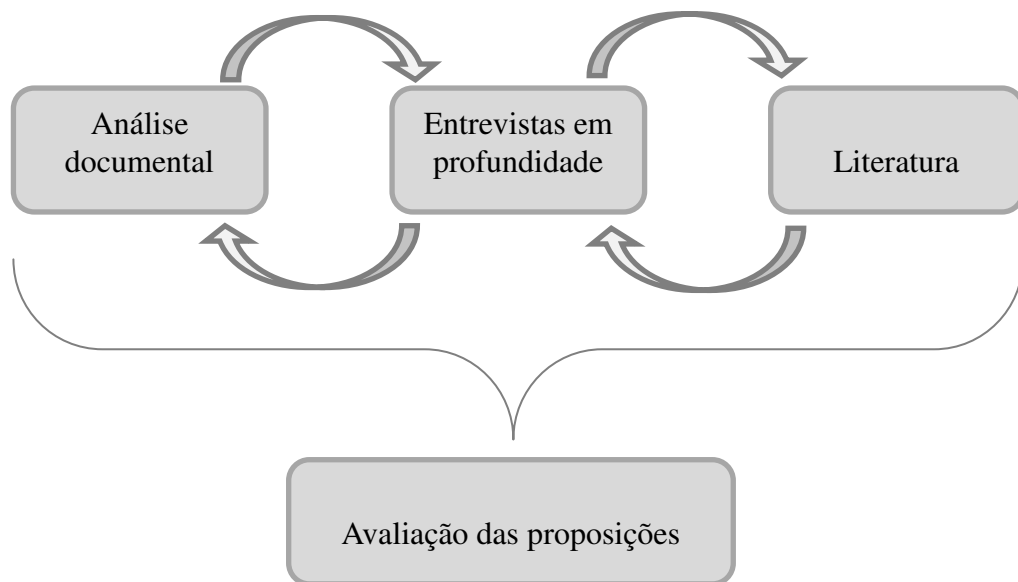 Análise
documental
Entrevistas em
profundidade
Literatura
Avaliação das proposições